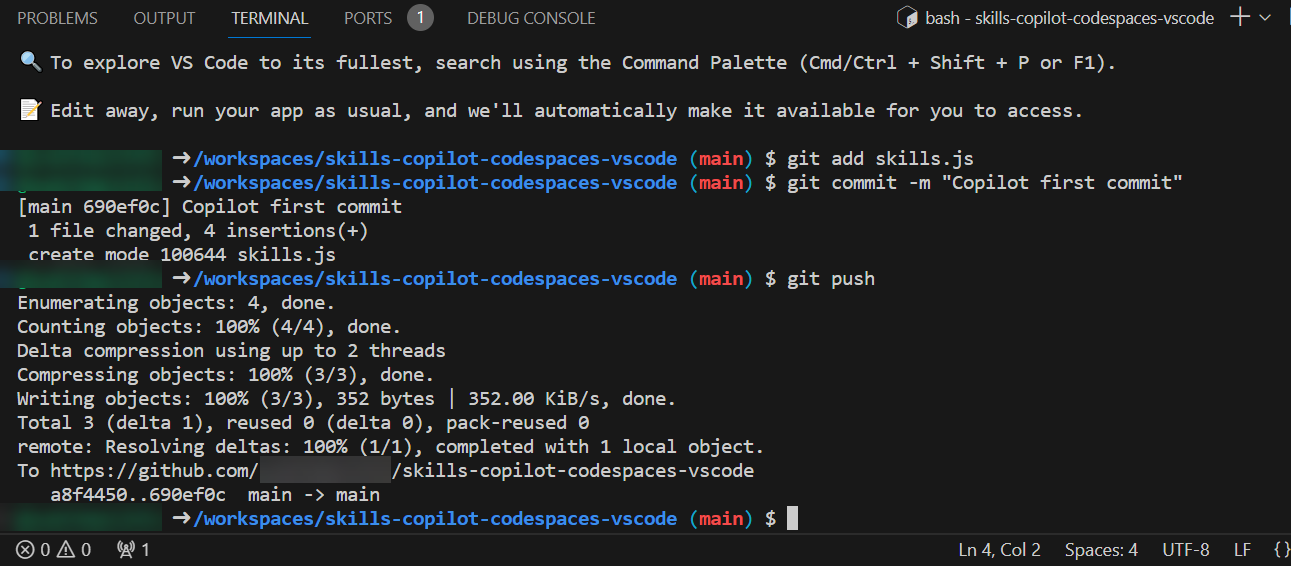 PROBLEMS OUTPUT TERMINAL PORTS 1 DEBUG CONSOLE bash - skills-copilot-codespaces-vscode
To explore VS Code to its fullest, search using the Command Palette (Cmd/Ctrl + Shift + P or F1).
Edit away, run your app as usual, and we'll automatically make it available for you to access.
➜/workspaces/skills-copilot-codespaces-vscode (main) $ git add skills.js
➜/workspaces/skills-copilot-codespaces-vscode (main) $ git commit -m "Copilot first commit"
[main 690ef0c] Copilot first commit
1 file changed, 4 insertions(+)
create mode 100644 skills.js
➜/workspaces/skills-copilot-codespaces-vscode (main) $ git push
Enumerating objects: 4, done.
Counting objects: 100% (4/4), done.
Delta compression using up to 2 threads
Compressing objects: 100% (3/3), done.
Writing objects: 100% (3/3), 352 bytes | 352.00 KiB/s, done.
Total 3 (delta 1), reused 0 (delta 0), pack-reused 0
remote: Resolving deltas: 100% (1/1), completed with 1 local object.
To https://github.com/ /skills-copilot-codespaces-vscode
a8f4450..690ef0c main -> main
➜/workspaces/skills-copilot-codespaces-vscode (main) $
0 0 1 Ln 4, Col 2 Spaces: 4 UTF-8 LF {}